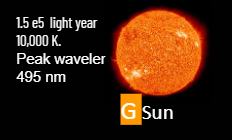 1.5 e5 light year
10,000 K.
Peak waveler
495 nm
G Sun